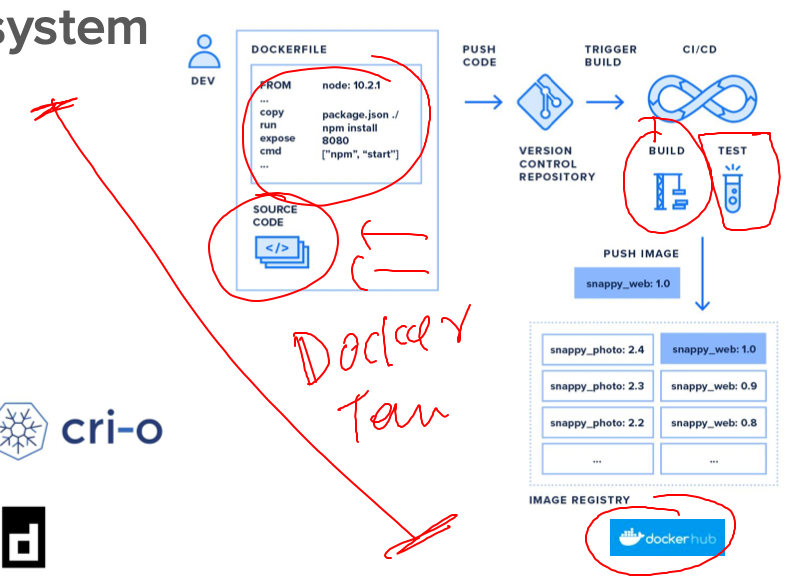 system
DEV
DOCKERFILE
FROM node: 10.2.1
...
copy package.json ./
run npm install
expose 8080
cmd ["npm", “start”]
...
SOURCE
CODE
</>
PUSH
CODE
VERSION
CONTROL
REPOSITORY
TRIGGER
BUILD
CI/CD
BUILD
TEST
PUSH IMAGE
snappy_web: 1.0
snappy_photo: 2.4 snappy_web: 1.0
snappy_photo: 2.3 snappy_web: 0.9
snappy_photo: 2.2 snappy_web: 0.8
... ...
IMAGE REGISTRY
docker hub
Docker
cri-o
d